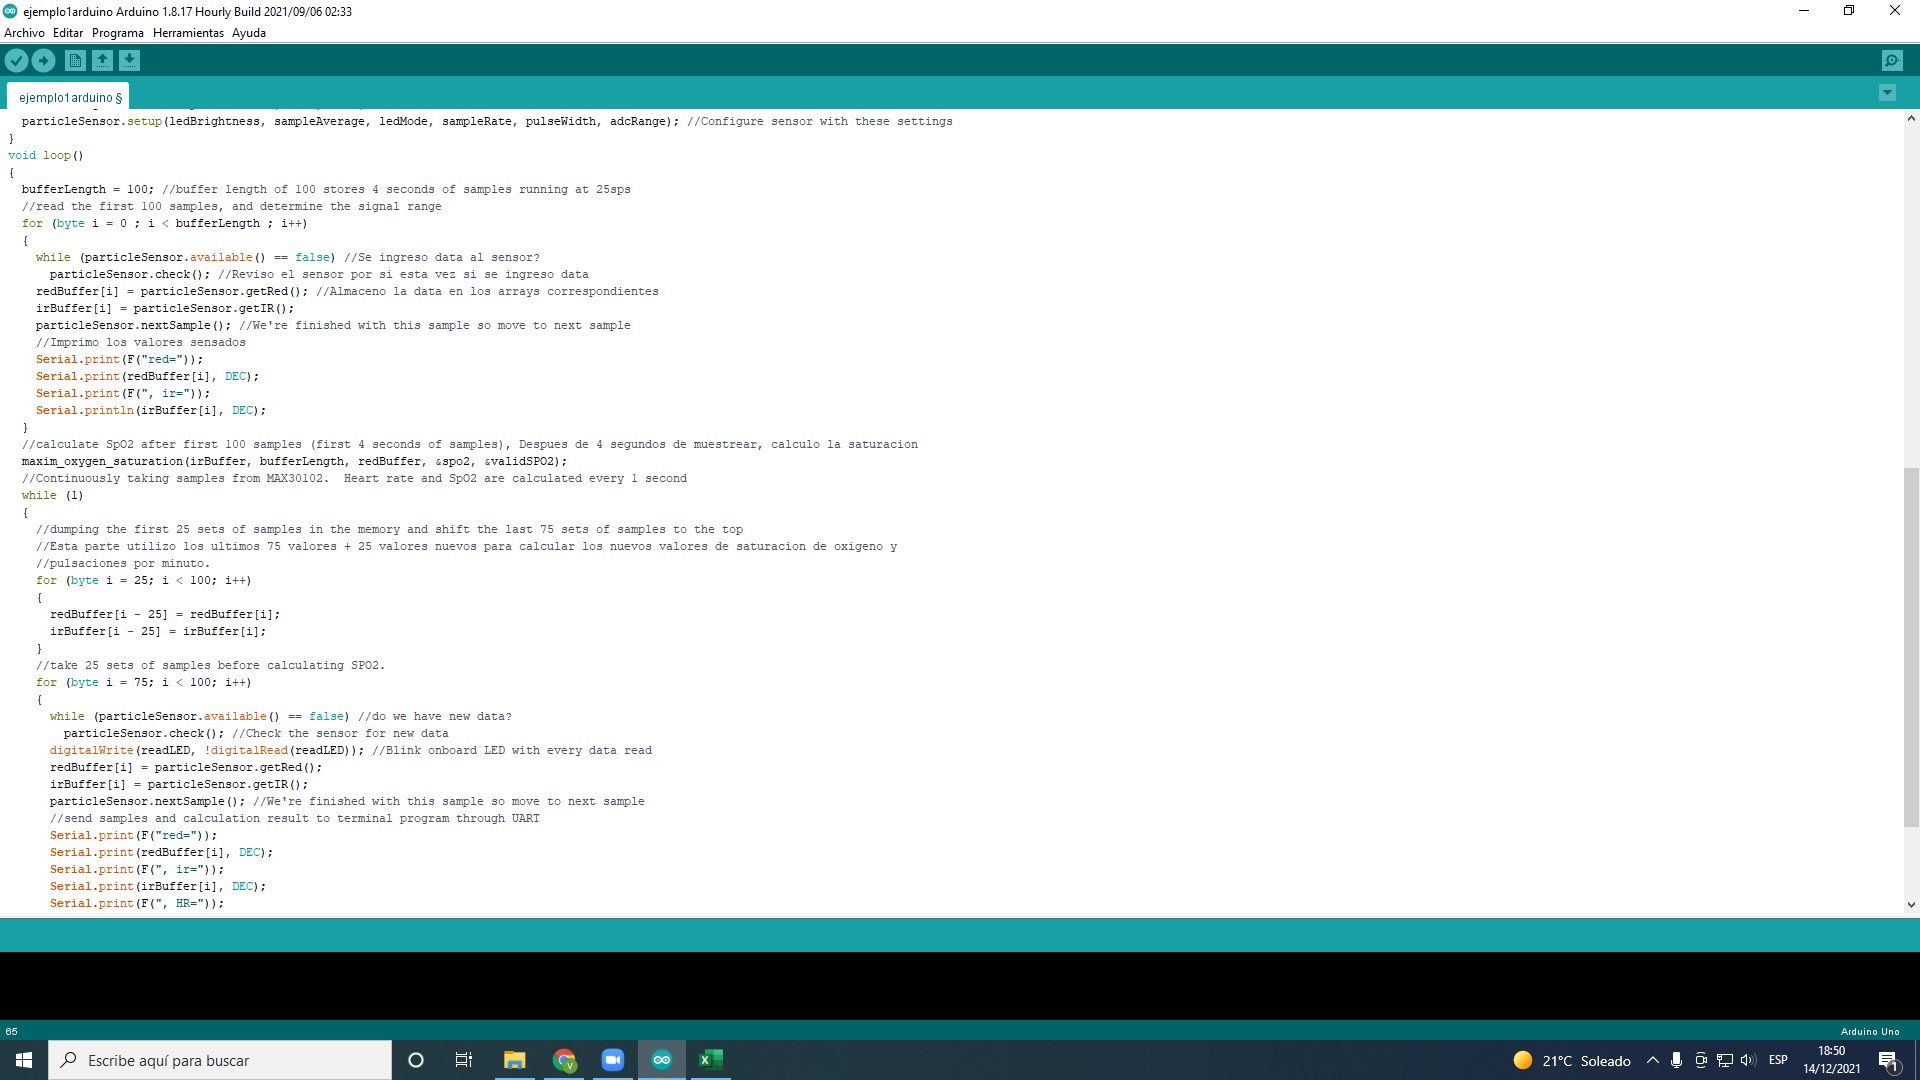 ejemplo1arduino Arduino 1.8.17 Hourly Build 2021/09/06 02:33
Archivo Editar Programa Herramientas Ayuda
ejemplo1arduino §
particleSensor.setup(ledBrightness, sampleAverage, ledMode, sampleRate, pulseWidth, adcRange); //Configure sensor with these settings
}
void loop()
{
bufferLength = 100; //buffer length of 100 stores 4 seconds of samples running at 25sps
//read the first 100 samples, and determine the signal range
for (byte i = 0 ; i < bufferLength ; i++)
{
while (particleSensor.available() == false) //Se ingreso data al sensor?
particleSensor.check(); //Reviso el sensor por si esta vez si se ingreso data
redBuffer[i] = particleSensor.getRed(); //Almaceno la data en los arrays correspondientes
irBuffer[i] = particleSensor.getIR();
particleSensor.nextSample(); //We're finished with this sample so move to next sample
//Imprimo los valores sensados
Serial.print(F("red="));
Serial.print(redBuffer[i], DEC);
Serial.print(F(", ir="));
Serial.println(irBuffer[i], DEC);
}
//calculate SpO2 after first 100 samples (first 4 seconds of samples), Despues de 4 segundos de muestrear, calculo la saturacion
maxim_oxygen_saturation(irBuffer, bufferLength, redBuffer, &spo2, &validSPO2);
//Continuously taking samples from MAX30102.  Heart rate and SpO2 are calculated every 1 second
while (1)
{
//dumping the first 25 sets of samples in the memory and shift the last 75 sets of samples to the top
//Esta parte utilizo los ultimos 75 valores + 25 valores nuevos para calcular los nuevos valores de saturacion de oxigeno y
//pulsaciones por minuto.
for (byte i = 25; i < 100; i++)
{
redBuffer[i - 25] = redBuffer[i];
irBuffer[i - 25] = irBuffer[i];
}
//take 25 sets of samples before calculating SPO2.
for (byte i = 75; i < 100; i++)
{
while (particleSensor.available() == false) //do we have new data?
particleSensor.check(); //Check the sensor for new data
digitalWrite(readLED, !digitalRead(readLED)); //Blink onboard LED with every data read
redBuffer[i] = particleSensor.getRed();
irBuffer[i] = particleSensor.getIR();
particleSensor.nextSample(); //We're finished with this sample so move to next sample
//send samples and calculation result to terminal program through UART
Serial.print(F("red="));
Serial.print(redBuffer[i], DEC);
Serial.print(F(", ir="));
Serial.print(irBuffer[i], DEC);
Serial.print(F(", HR="));
65
Arduino Uno
Escribe aquí para buscar
21°C Soleado
ESP
18:50
14/12/2021
1